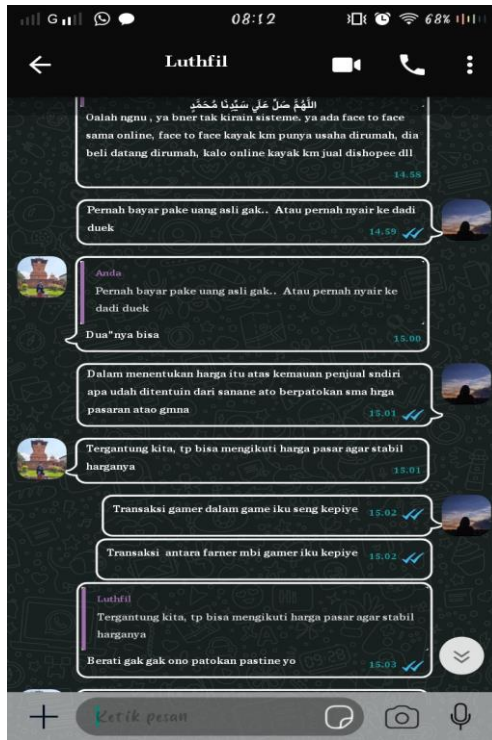 G
08:12
68%
Luthfil
اللَّهُمَّ صَلِّ عَلَى سَيِّدِنَا مُحَمَّدٍ
Oalah ngnu , ya bner tak kirain sisteme. ya ada face to face
sama online, face to face kayak km punya usaha dirumah, dia
beli datang dirumah, kalo online kayak km jual dishopee dll
14.58
Pernah bayar pake uang asli gak.. Atau pernah nyair ke dadi
duek
14.59
Anda
Pernah bayar pake uang asli gak.. Atau pernah nyair ke
dadi duek
Dua"nya bisa
15.00
Dalam menentukan harga itu atas kemauan penjual sndiri
apa udah ditentuin dari sanane ato berpatokan sma hrga
pasaran atao gmna
15.01
Tergantung kita, tp bisa mengikuti harga pasar agar stabil
harganya
15.01
Transaksi gamer dalam game iku seng kepiye
15.02
Transaksi antara farner mbi gamer iku kepiye
15.02
Luthfil
Tergantung kita, tp bisa mengikuti harga pasar agar stabil
harganya
Berati gak gak ono patokan pastine yo
15.03
Ketik pesan